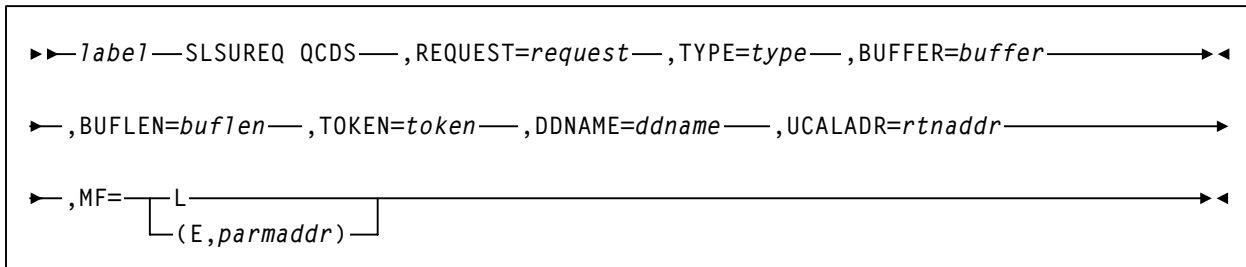 label SLSUREQ QCDS ,REQUEST=request ,TYPE=type ,BUFFER=buffer
,BUFLEN=buflen ,TOKEN=token ,DDNAME=ddname ,UCALADR=rtnaddr
,MF= L
(E,parmaddr)